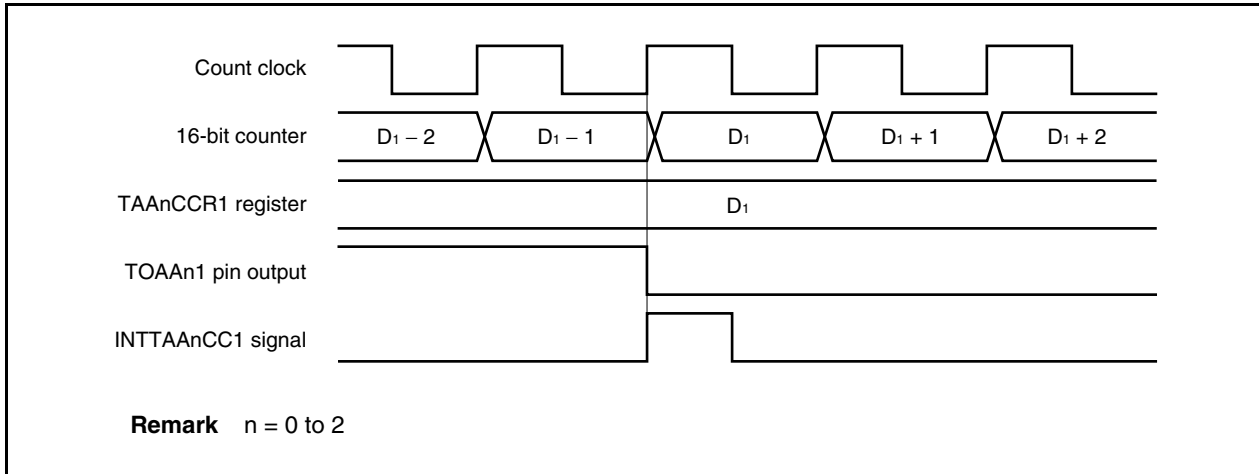 Count clock
16-bit counter D₁ − 2 D₁ − 1 D₁ D₁ + 1 D₁ + 2
TAAnCCR1 register D₁
TOAAn1 pin output
INTTAAnCC1 signal
Remark n = 0 to 2